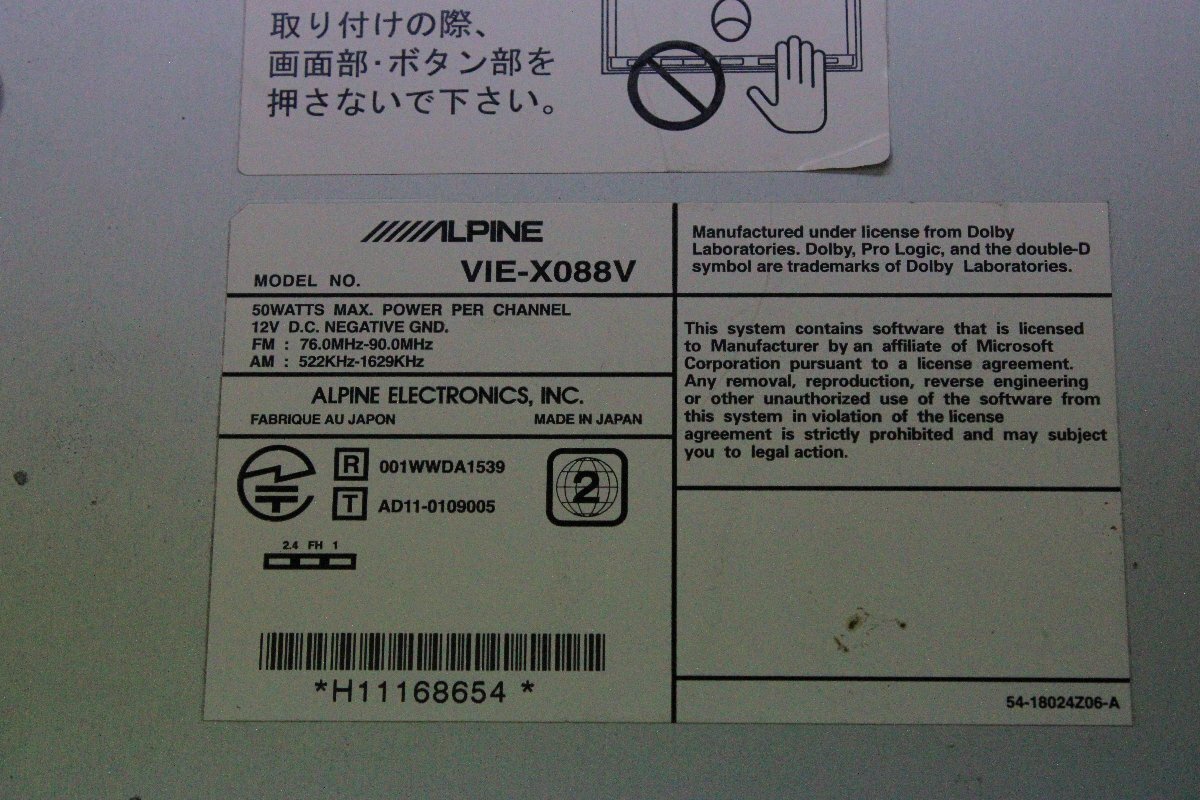 取り付けの際、
画面部・ボタン部を
押さないで下さい。
ALPINE
MODEL NO. VIE-X088V
50WATTS MAX. POWER PER CHANNEL
12V D.C. NEGATIVE GND.
FM : 76.0MHz-90.0MHz
AM : 522KHz-1629KHz
ALPINE ELECTRONICS, INC.
FABRIQUE AU JAPON MADE IN JAPAN
R 001WWDA1539
T AD11-0109005
2
2.4 FH 1
*H11168654 *
Manufactured under license from Dolby
Laboratories. Dolby, Pro Logic, and the double-D
symbol are trademarks of Dolby Laboratories.
This system contains software that is licensed
to Manufacturer by an affiliate of Microsoft
Corporation pursuant to a license agreement.
Any removal, reproduction, reverse engineering
or other unauthorized use of the software from
this system in violation of the license
agreement is strictly prohibited and may subject
you to legal action.
54-18024Z06-A